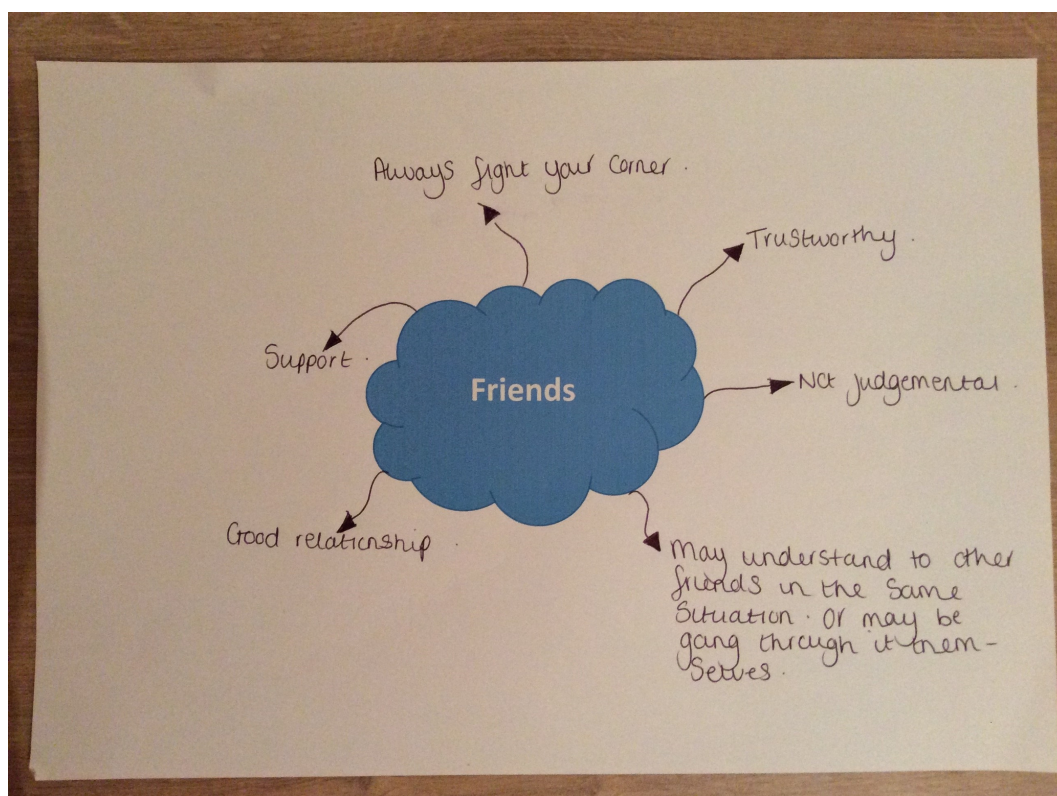 Always fight your corner.
Trustworthy.
Support.
Friends
Not judgemental.
Good relationship.
May understand to other
friends in the same
situation. Or may be
going through it them-
selves.